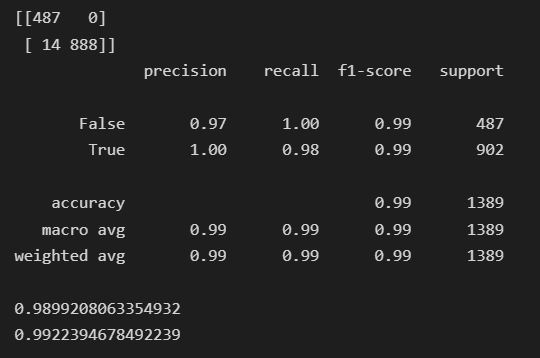 [[487   0]
 [ 14 888]]
              precision    recall  f1-score   support

       False       0.97      1.00      0.99       487
        True       1.00      0.98      0.99       902

    accuracy                           0.99      1389
   macro avg       0.99      0.99      0.99      1389
weighted avg       0.99      0.99      0.99      1389

0.9899208063354932
0.9922394678492239